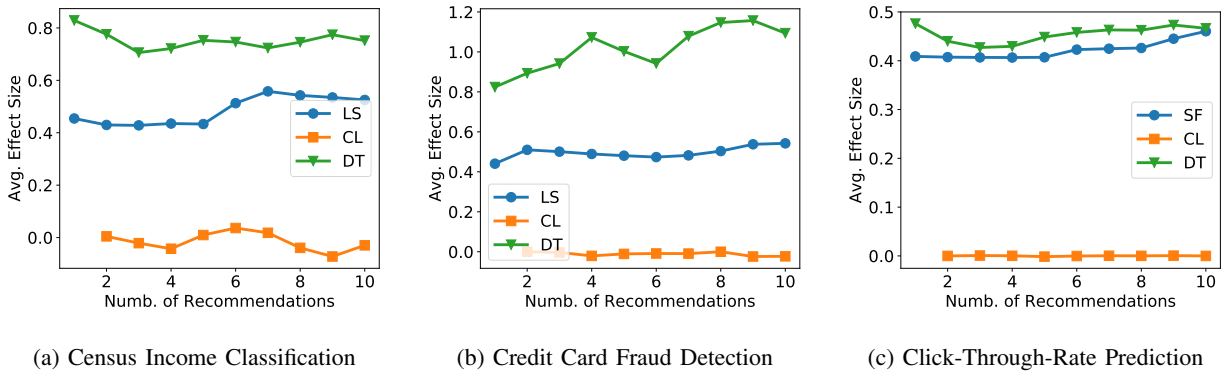 0.8
0.6
0.4
0.2
0.0
Avg. Effect Size
LS
CL
DT
2 4 6 8 10
Numb. of Recommendations
(a) Census Income Classification
1.2
1.0
0.8
0.6
0.4
0.2
0.0
Avg. Effect Size
LS
CL
DT
2 4 6 8 10
Numb. of Recommendations
(b) Credit Card Fraud Detection
0.5
0.4
0.3
0.2
0.1
0.0
Avg. Effect Size
SF
CL
DT
2 4 6 8 10
Numb. of Recommendations
(c) Click-Through-Rate Prediction